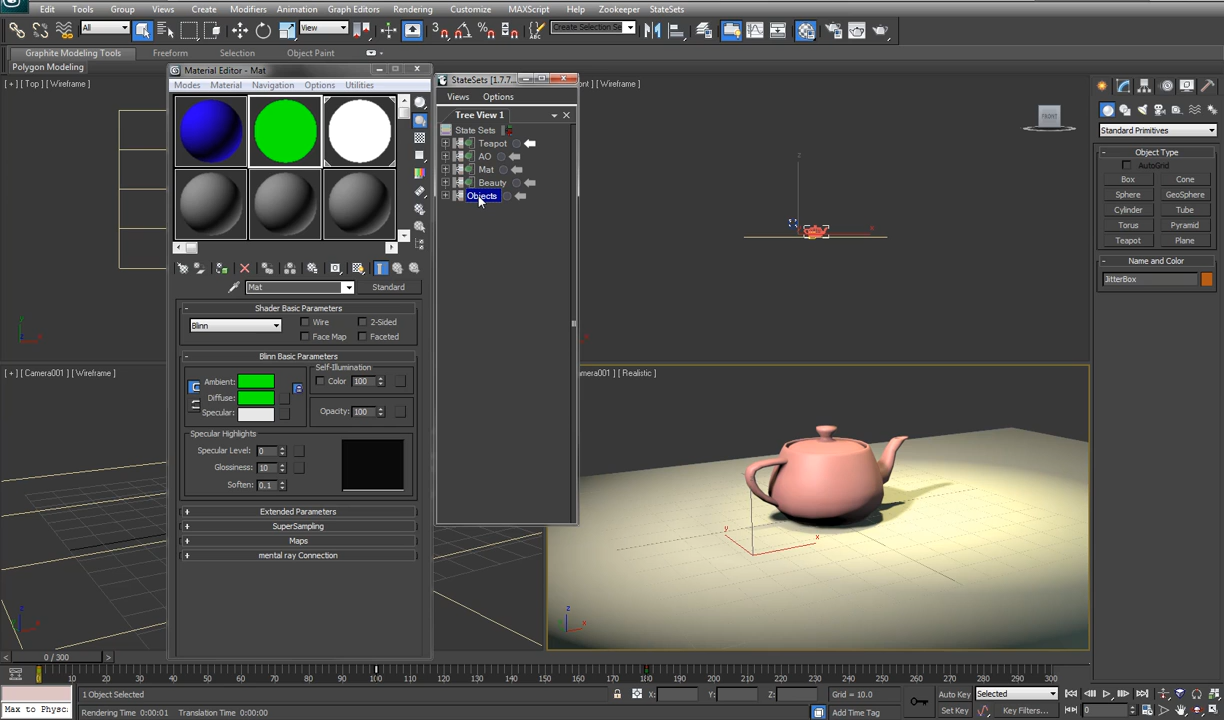 Edit Tools Group Views Create Modifiers Animation Graph Editors Rendering Customize MAXScript Help Zookeeper StateSets
All View Create Selection Se
Graphite Modeling Tools Freeform Selection Object Paint
Polygon Modeling
[ + ] [ Top ] [ Wireframe ]
Material Editor - Mat
Modes Material Navigation Options Utilities
Mat Standard
- Shader Basic Parameters
Blinn Wire 2-Sided
Face Map Faceted
- Blinn Basic Parameters
Self-Illumination
Ambient: Color 100
Diffuse:
Specular: Opacity: 100
Specular Highlights
Specular Level: 0
Glossiness: 10
Soften: 0.1
+ Extended Parameters
+ SuperSampling
+ Maps
+ mental ray Connection
StateSets [1.7.7...
Views Options
Tree View 1
State Sets
Teapot
AO
Mat
Beauty
Objects
ont ] [ Wireframe ]
FRONT
z
x
Standard Primitives
- Object Type
AutoGrid
Box Cone
Sphere GeoSphere
Cylinder Tube
Torus Pyramid
Teapot Plane
- Name and Color
JitterBox
[ + ] [ Camera001 ] [ Wireframe ]
amera001 ] [ Realistic ]
y x
z
x
0 / 300
0 10 20 30 40 50 60 70 80 90 100 110 120 130 140 150 160 170 180 190 200 210 220 230 240 250 260 270 280 290 300
1 Object Selected X: Y: Z: Grid = 10.0 Auto Key Selected
Max to Physc. Rendering Time 0:00:01 Translation Time 0:00:00 Add Time Tag Set Key Key Filters... 0